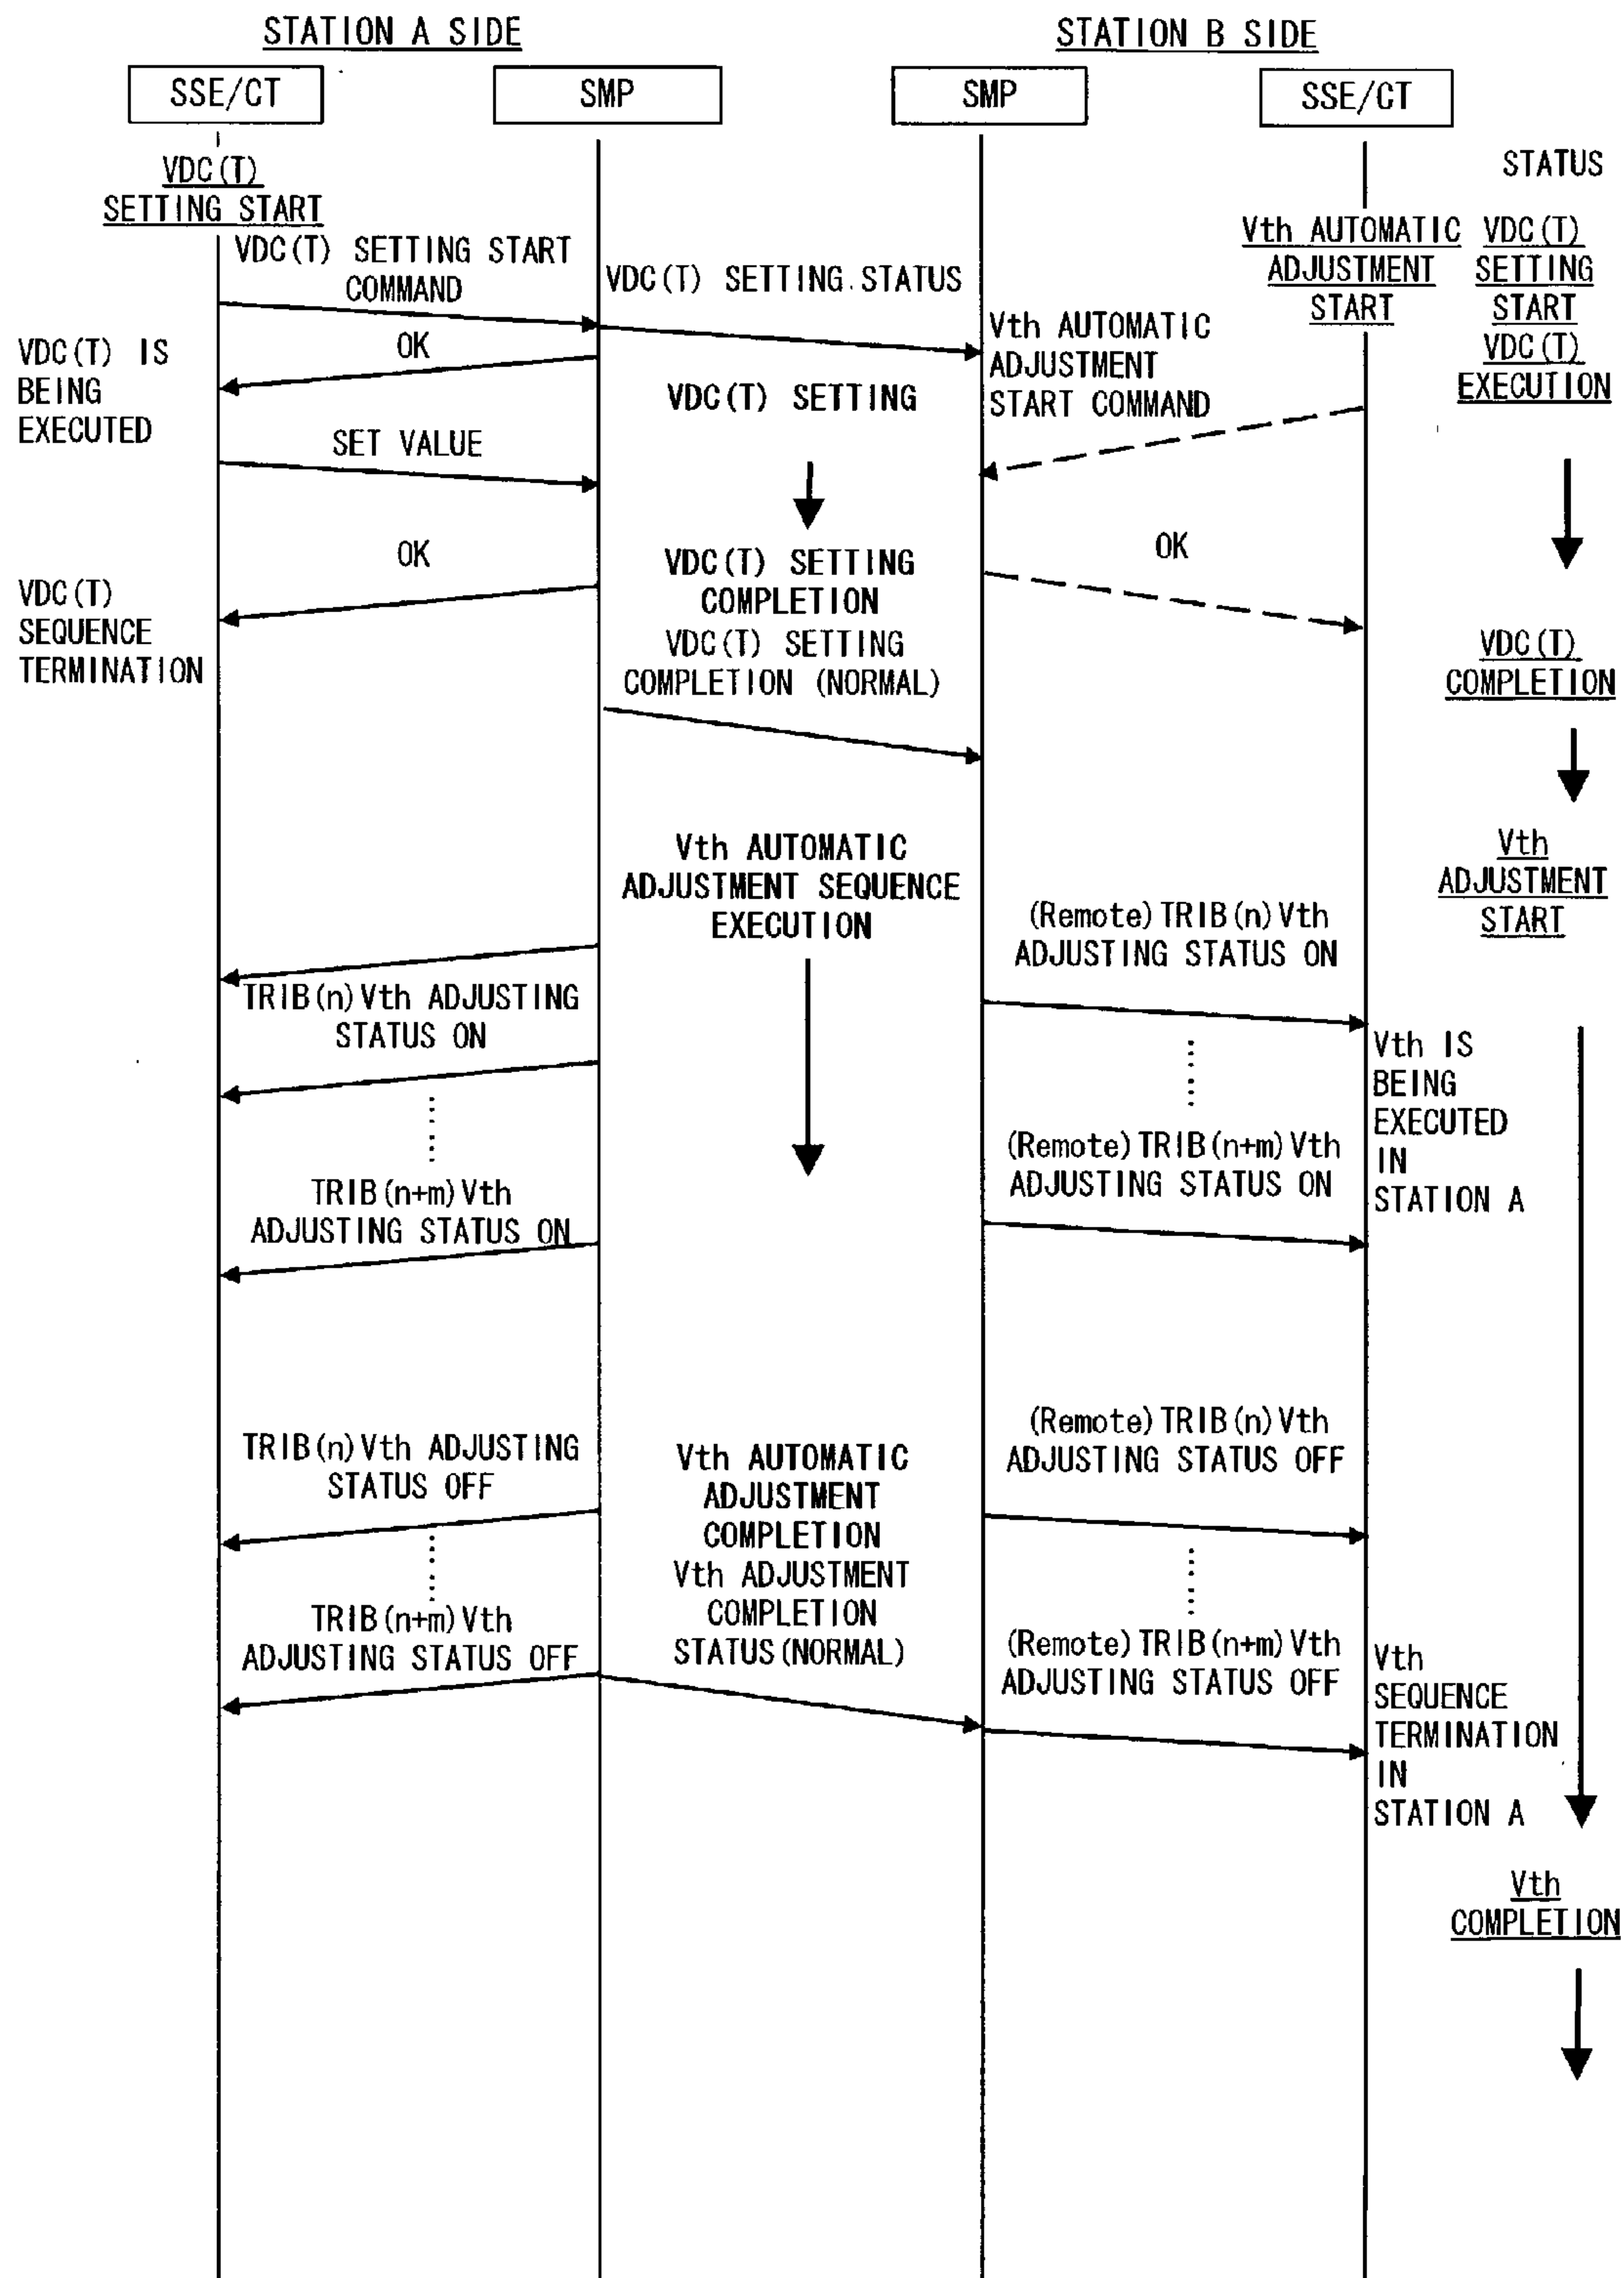 STATION A SIDE
STATION B SIDE
SSE/CT
SMP
SMP
SSE/CT
STATUS
VDC(T)
SETTING START
VDC(T) SETTING START
COMMAND
VDC(T) SETTING STATUS
Vth AUTOMATIC
ADJUSTMENT
START
VDC(T)
SETTING
START
VDC(T)
EXECUTION
VDC(T) IS
BEING
EXECUTED
OK
VDC(T) SETTING
Vth AUTOMATIC
ADJUSTMENT
START COMMAND
SET VALUE
OK
VDC(T)
SEQUENCE
TERMINATION
VDC(T) SETTING
COMPLETION
VDC(T) SETTING
COMPLETION (NORMAL)
OK
VDC(T)
COMPLETION
Vth AUTOMATIC
ADJUSTMENT SEQUENCE
EXECUTION
Vth
ADJUSTMENT
START
(Remote)TRIB(n)Vth
ADJUSTING STATUS ON
TRIB(n)Vth ADJUSTING
STATUS ON
Vth IS
BEING
EXECUTED
IN
STATION A
(Remote)TRIB(n+m)Vth
ADJUSTING STATUS ON
TRIB(n+m)Vth
ADJUSTING STATUS ON
TRIB(n)Vth ADJUSTING
STATUS OFF
Vth AUTOMATIC
ADJUSTMENT
COMPLETION
Vth ADJUSTMENT
COMPLETION
STATUS(NORMAL)
(Remote)TRIB(n)Vth
ADJUSTING STATUS OFF
TRIB(n+m)Vth
ADJUSTING STATUS OFF
(Remote)TRIB(n+m)Vth
ADJUSTING STATUS OFF
Vth
SEQUENCE
TERMINATION
IN
STATION A
Vth
COMPLETION